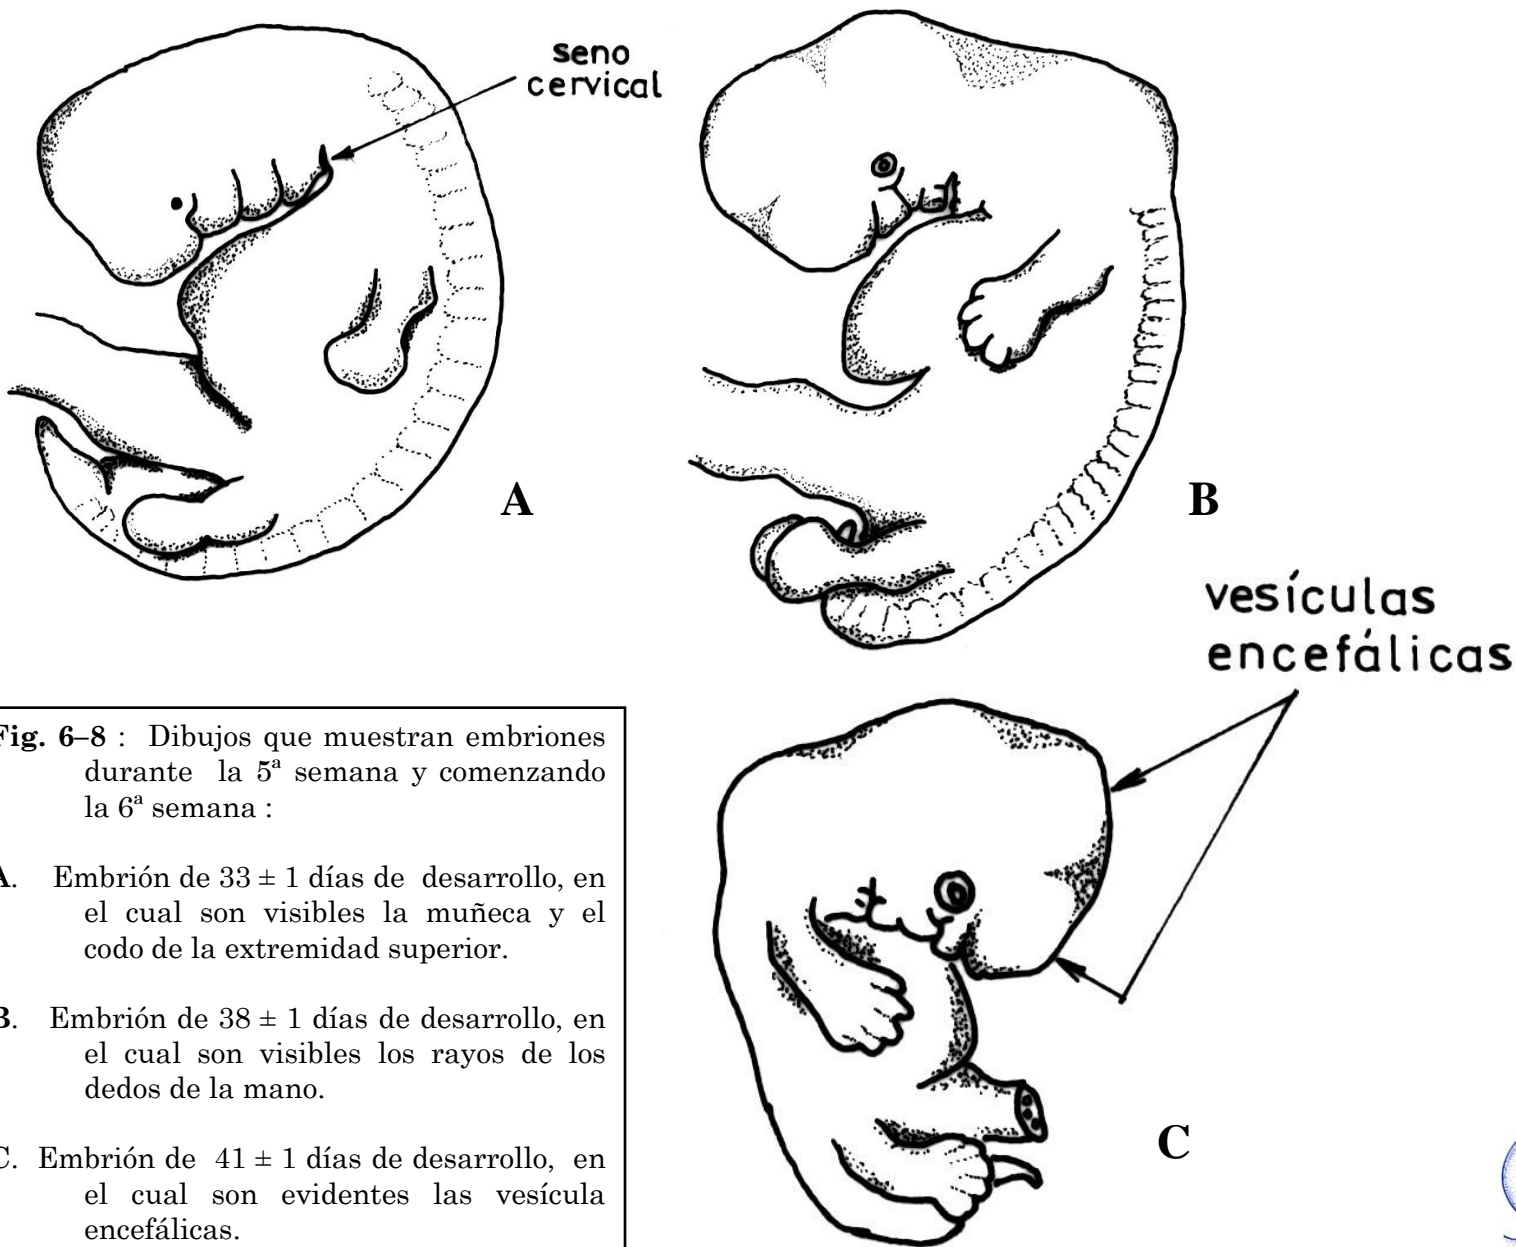 seno
cervical
A
B
vesículas
encefálicas
Fig. 6–8 : Dibujos que muestran embriones
durante la 5ª semana y comenzando
la 6ª semana :
A. Embrión de 33 ± 1 días de desarrollo, en
el cual son visibles la muñeca y el
codo de la extremidad superior.
B. Embrión de 38 ± 1 días de desarrollo, en
el cual son visibles los rayos de los
dedos de la mano.
C. Embrión de 41 ± 1 días de desarrollo, en
el cual son evidentes las vesícula
encefálicas.
C